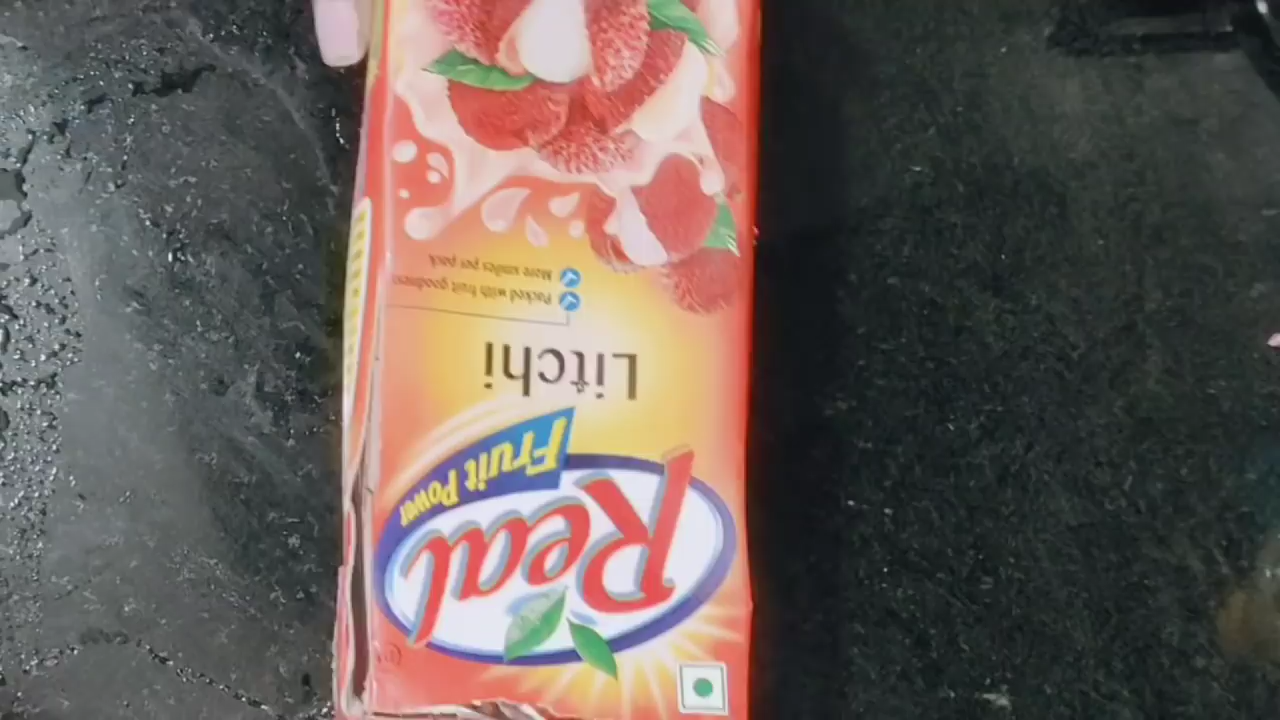 Real
Fruit Power
Litchi
Packed with fruit goodness
More smiles per pack